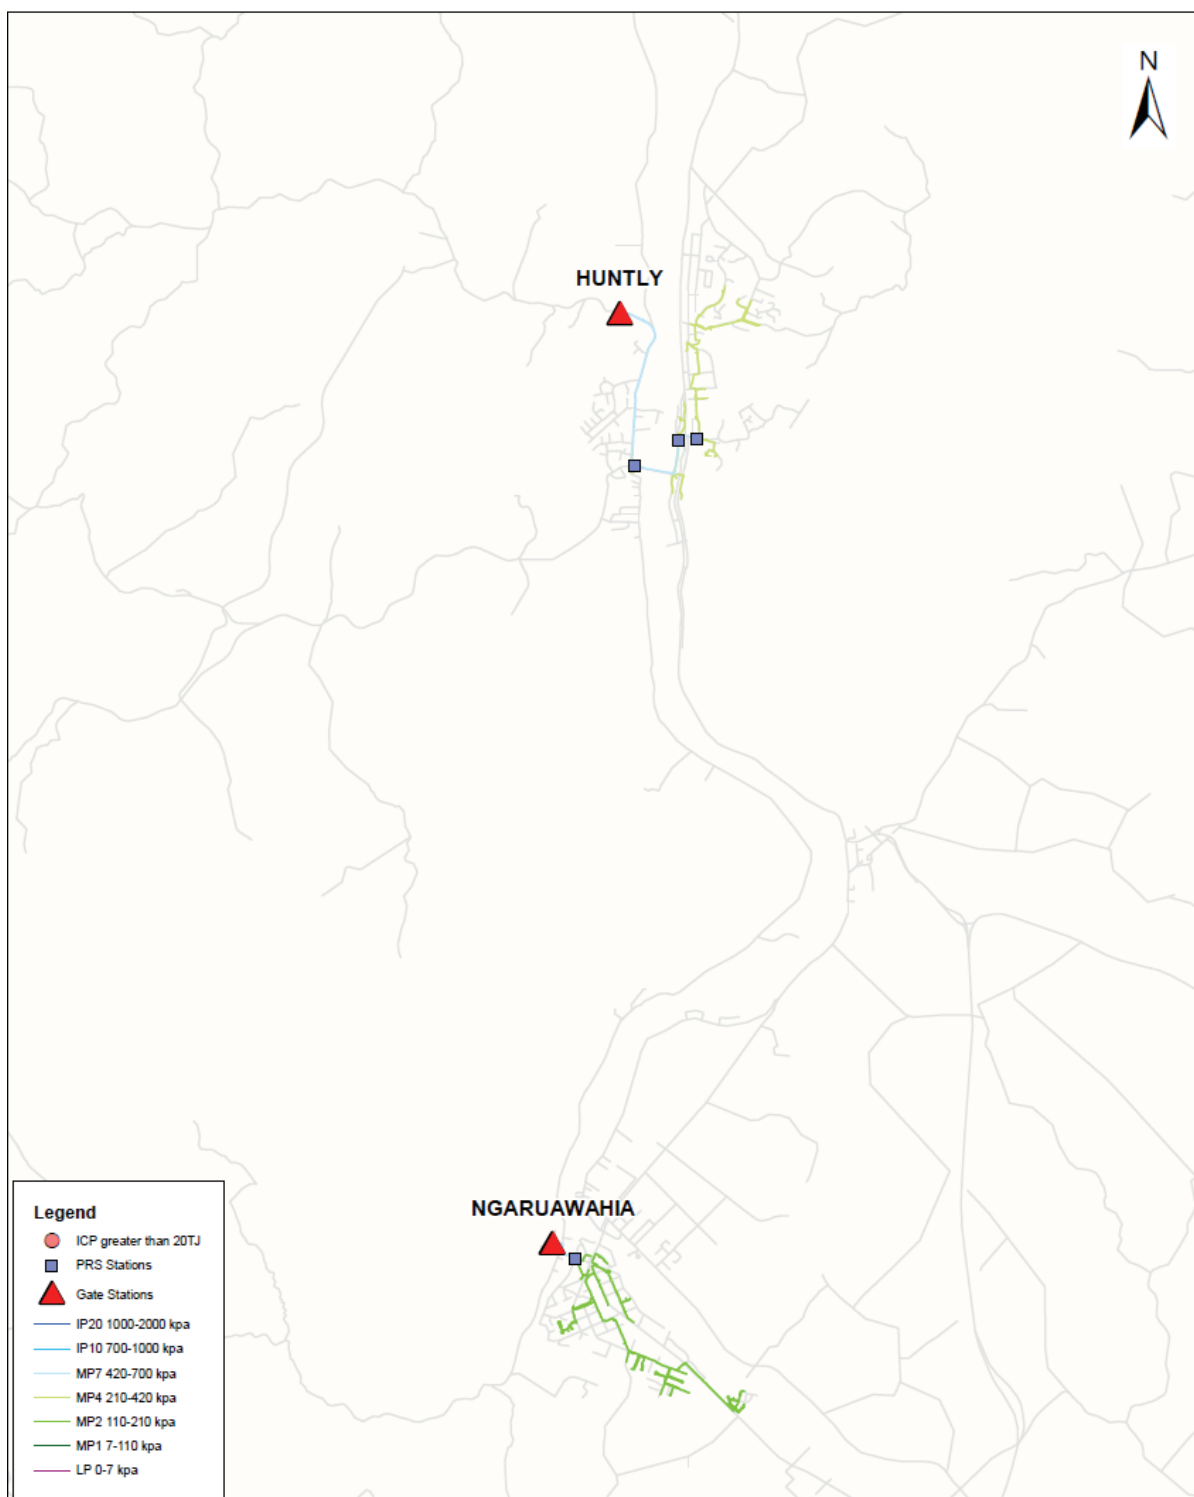 N
HUNTLY
NGARUAWAHIA
Legend
ICP greater than 20TJ
PRS Stations
Gate Stations
IP20 1000-2000 kpa
IP10 700-1000 kpa
MP7 420-700 kpa
MP4 210-420 kpa
MP2 110-210 kpa
MP1 7-110 kpa
LP 0-7 kpa